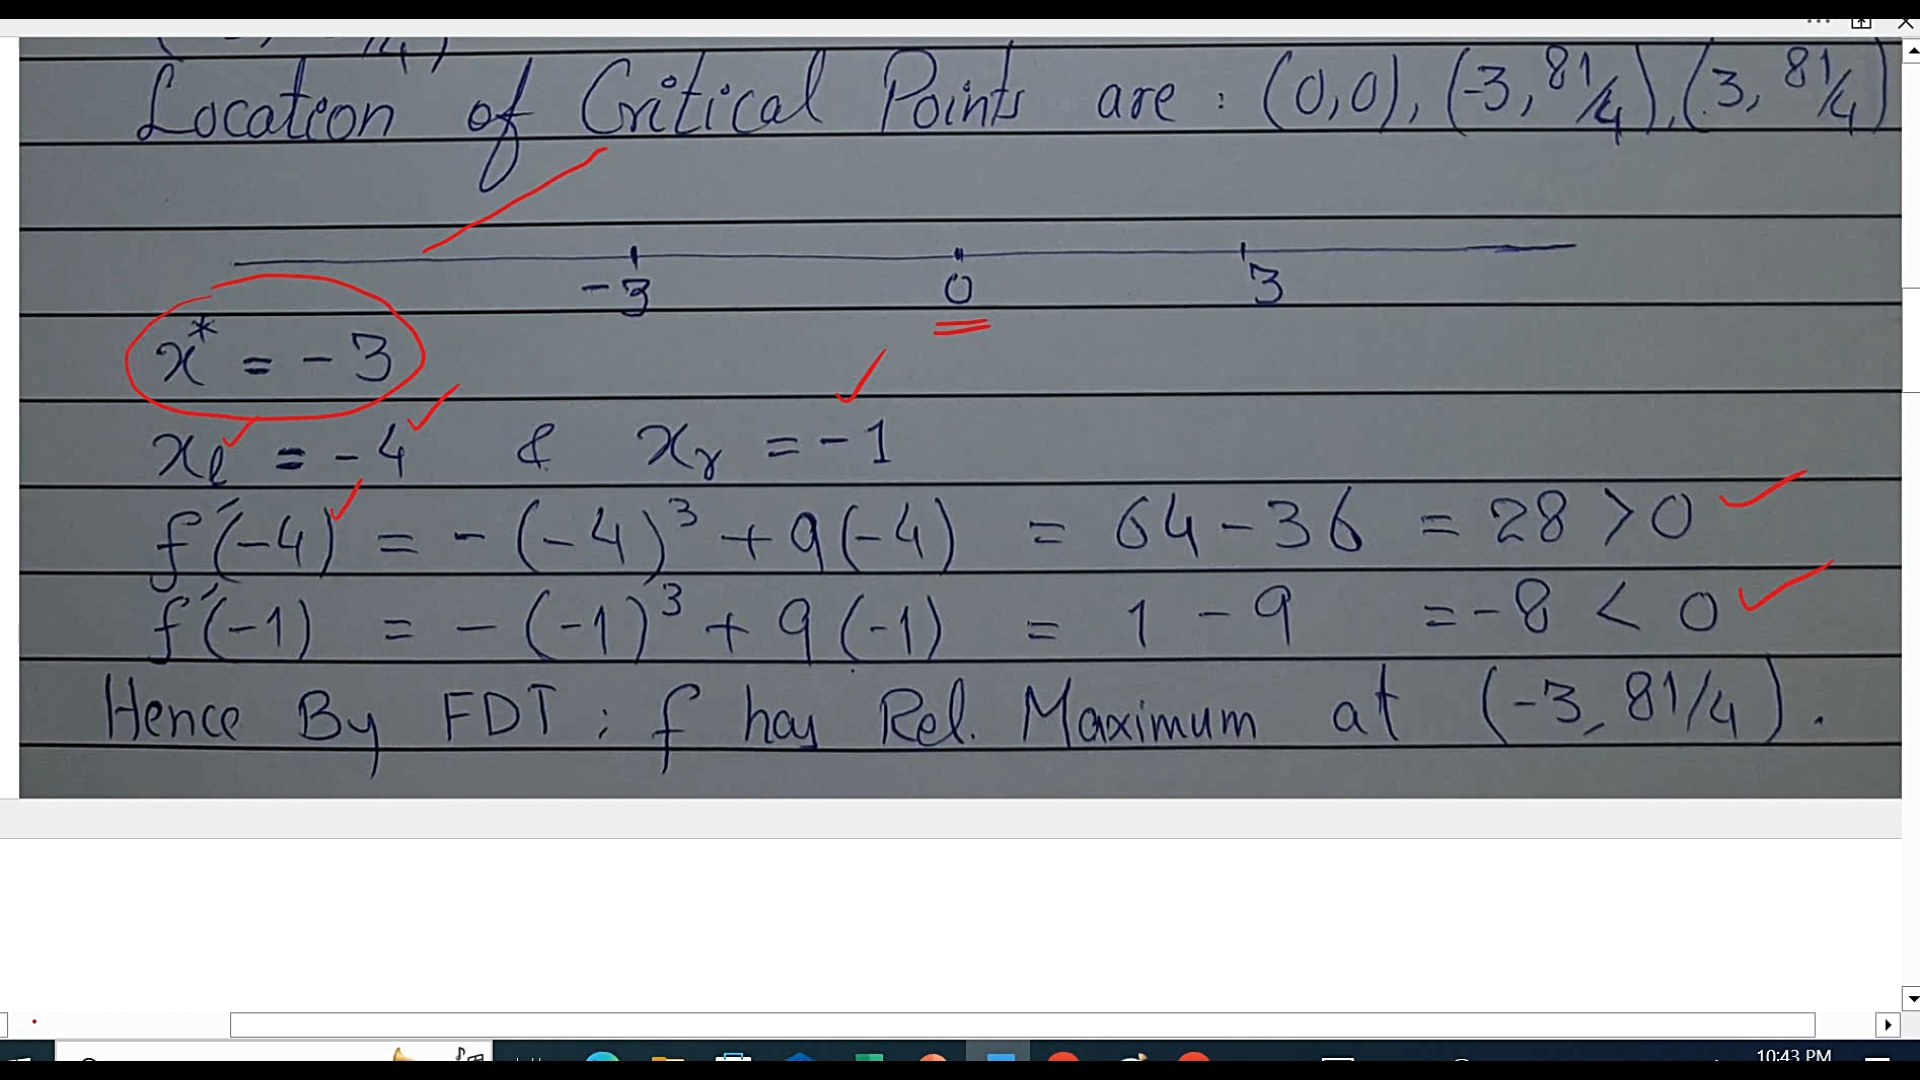 Location of Critical Points are : (0,0), (-3, 81/4), (3, 81/4)
-3 0 3
x* = -3
xₗ = -4 & xᵣ = -1
f'(-4) = -(-4)³ + 9(-4) = 64 - 36 = 28 > 0
f'(-1) = -(-1)³ + 9(-1) = 1 - 9 = -8 < 0
Hence By FDT ; f has Rel. Maximum at (-3, 81/4).
10:43 PM